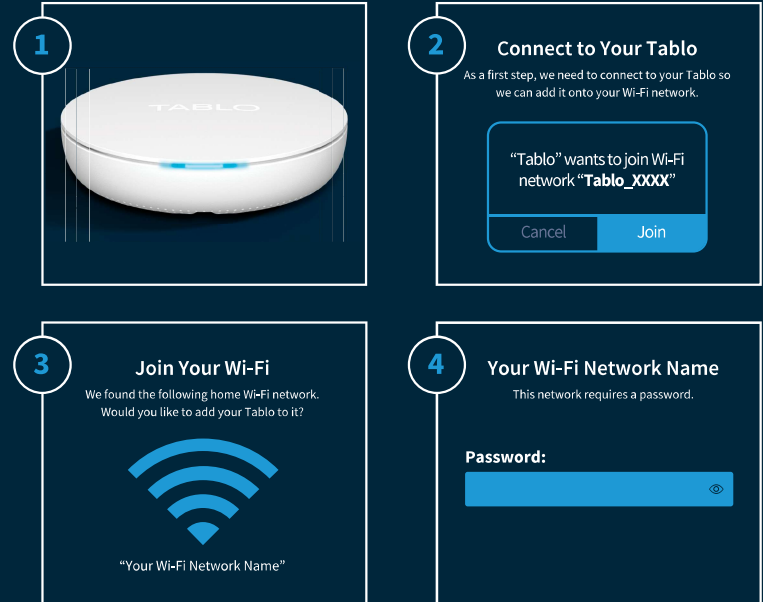 1
TABLO
2
Connect to Your Tablo
As a first step, we need to connect to your Tablo so
we can add it onto your Wi-Fi network.
“Tablo” wants to join Wi-Fi
network “Tablo_XXXX”
Cancel
Join
3
Join Your Wi-Fi
We found the following home Wi-Fi network.
Would you like to add your Tablo to it?
“Your Wi-Fi Network Name”
4
Your Wi-Fi Network Name
This network requires a password.
Password: